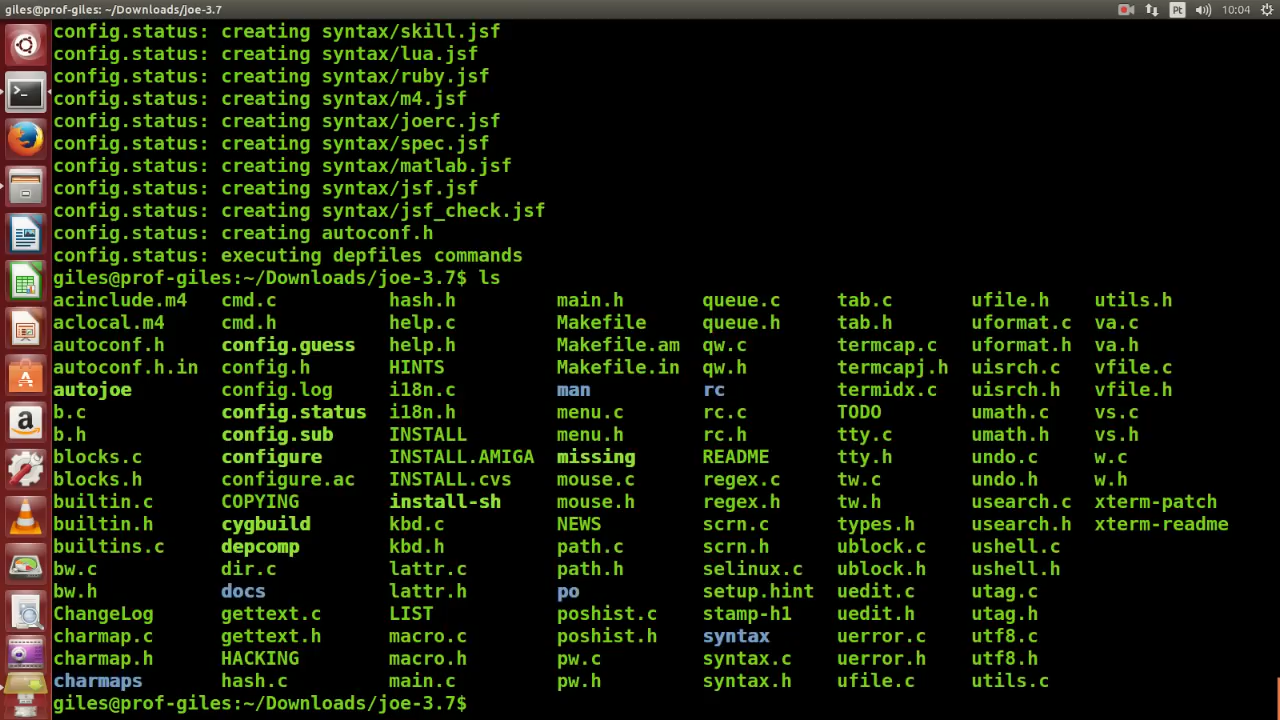 giles@prof-giles: ~/Downloads/joe-3.7 Pt 10:04
config.status: creating syntax/skill.jsf
config.status: creating syntax/lua.jsf
config.status: creating syntax/ruby.jsf
config.status: creating syntax/m4.jsf
config.status: creating syntax/joerc.jsf
config.status: creating syntax/spec.jsf
config.status: creating syntax/matlab.jsf
config.status: creating syntax/jsf.jsf
config.status: creating syntax/jsf_check.jsf
config.status: creating autoconf.h
config.status: executing depfiles commands
giles@prof-giles:~/Downloads/joe-3.7$ ls
acinclude.m4 cmd.c hash.h main.h queue.c tab.c ufile.h utils.h
aclocal.m4 cmd.h help.c Makefile queue.h tab.h uformat.c va.c
autoconf.h config.guess help.h Makefile.am qw.c termcap.c uformat.h va.h
autoconf.h.in config.h HINTS Makefile.in qw.h termcapj.h uisrch.c vfile.c
autojoe config.log i18n.c man rc termidx.c uisrch.h vfile.h
b.c config.status i18n.h menu.c rc.c TODO umath.c vs.c
b.h config.sub INSTALL menu.h rc.h tty.c umath.h vs.h
blocks.c configure INSTALL.AMIGA missing README tty.h undo.c w.c
blocks.h configure.ac INSTALL.cvs mouse.c regex.c tw.c undo.h w.h
builtin.c COPYING install-sh mouse.h regex.h tw.h usearch.c xterm-patch
builtin.h cygbuild kbd.c NEWS scrn.c types.h usearch.h xterm-readme
builtins.c depcomp kbd.h path.c scrn.h ublock.c ushell.c
bw.c dir.c lattr.c path.h selinux.c ublock.h ushell.h
bw.h docs lattr.h po setup.hint uedit.c utag.c
ChangeLog gettext.c LIST poshist.c stamp-h1 uedit.h utag.h
charmap.c gettext.h macro.c poshist.h syntax uerror.c utf8.c
charmap.h HACKING macro.h pw.c syntax.c uerror.h utf8.h
charmaps hash.c main.c pw.h syntax.h ufile.c utils.c
giles@prof-giles:~/Downloads/joe-3.7$